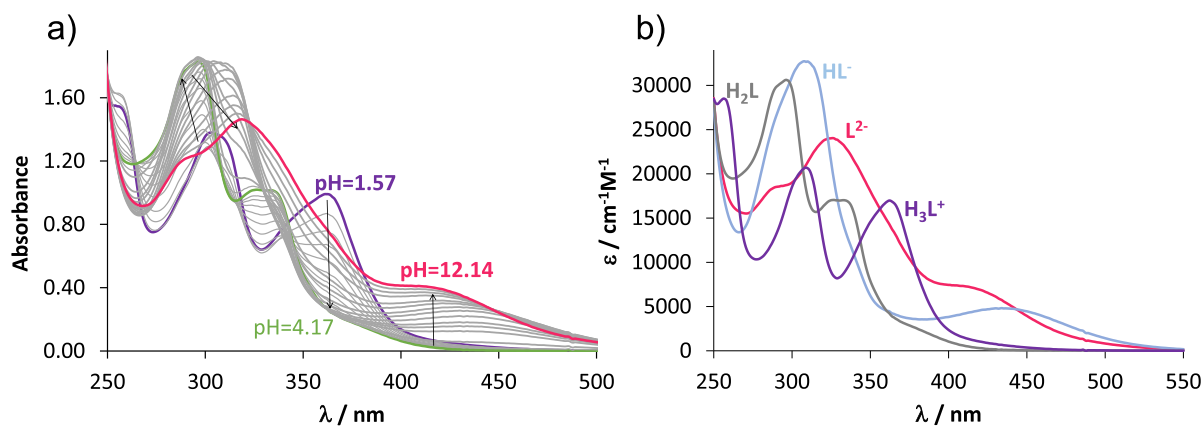 a)
Absorbance
1.60
1.20
0.80
0.40
0.00
pH=1.57
pH=12.14
pH=4.17
250 300 350 400 450 500
λ / nm
b)
ε / cm⁻¹M⁻¹
30000
25000
20000
15000
10000
5000
0
H₂L
HL⁻
L²⁻
H₃L⁺
250 300 350 400 450 500 550
λ / nm